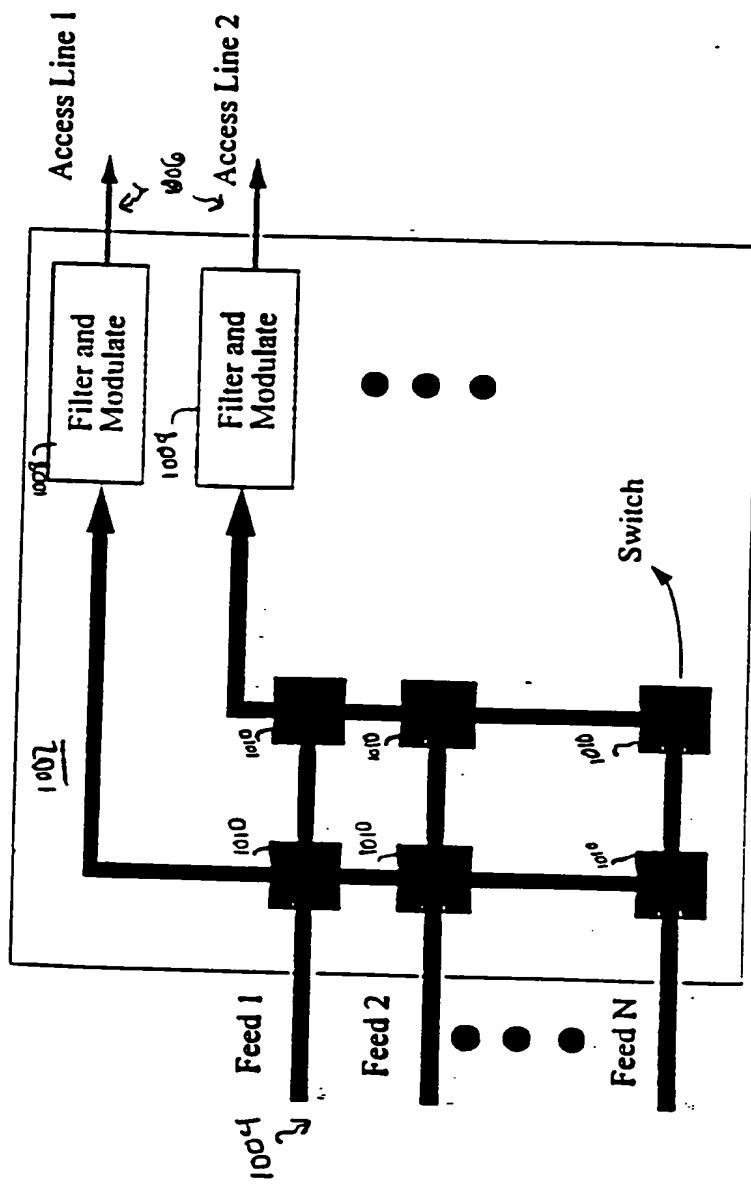 1002
Access Line 1
1006
Access Line 2
1008
Filter and
Modulate
1009
Filter and
Modulate
1004
Feed 1
1010
1010
Feed 2
1010
1010
Feed N
1010
1010
Switch